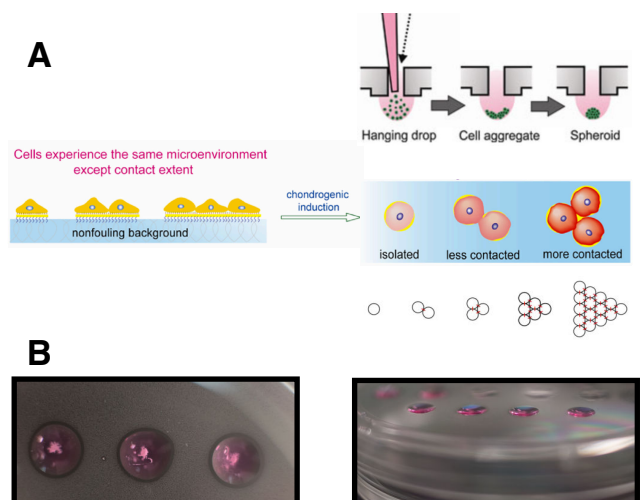 A
Hanging drop
Cell aggregate
Spheroid
Cells experience the same microenvironment
except contact extent
nonfouling background
chondrogenic
induction
isolated
less contacted
more contacted
B